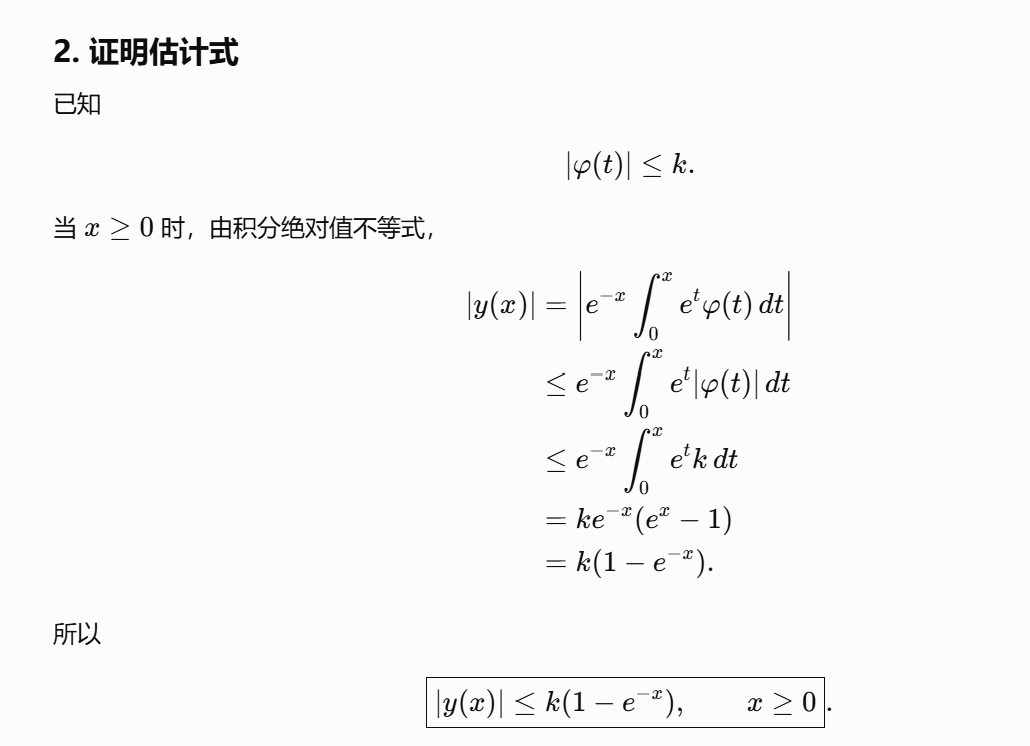 2. 证明估计式
已知
|φ(t)| ≤ k.
当 x ≥ 0 时，由积分绝对值不等式，
|y(x)| = |e^{-x} ∫_0^x e^t φ(t) dt|
≤ e^{-x} ∫_0^x e^t |φ(t)| dt
≤ e^{-x} ∫_0^x e^t k dt
= ke^{-x}(e^x − 1)
= k(1 − e^{-x}).
所以
|y(x)| ≤ k(1 − e^{-x}), x ≥ 0.